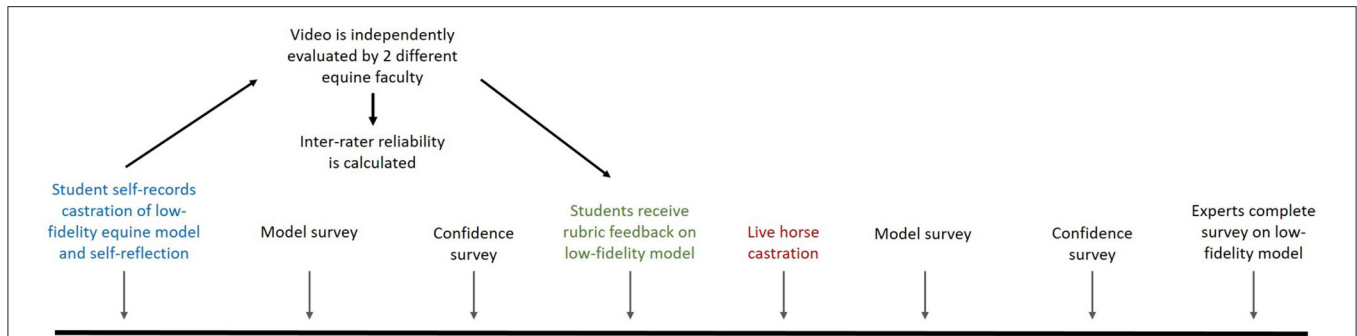 Video is independently
evaluated by 2 different
equine faculty
Inter-rater reliability
is calculated
Student self-records
castration of low-
fidelity equine model
and self-reflection
Model survey
Confidence
survey
Students receive
rubric feedback on
low-fidelity model
Live horse
castration
Model survey
Confidence
survey
Experts complete
survey on low-
fidelity model